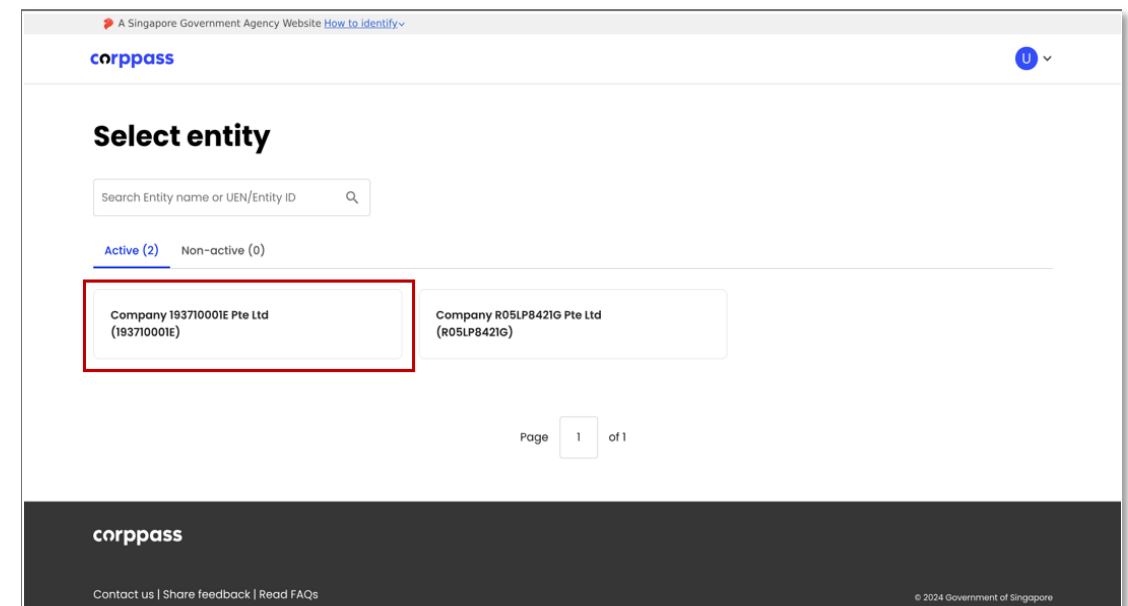 A Singapore Government Agency Website How to identify
corppass
U
Select entity
Search Entity name or UEN/Entity ID
Active (2) Non-active (0)
Company 193710001E Pte Ltd
(193710001E)
Company R05LP8421G Pte Ltd
(R05LP8421G)
Page 1 of 1
corppass
Contact us | Share feedback | Read FAQs
© 2024 Government of Singapore